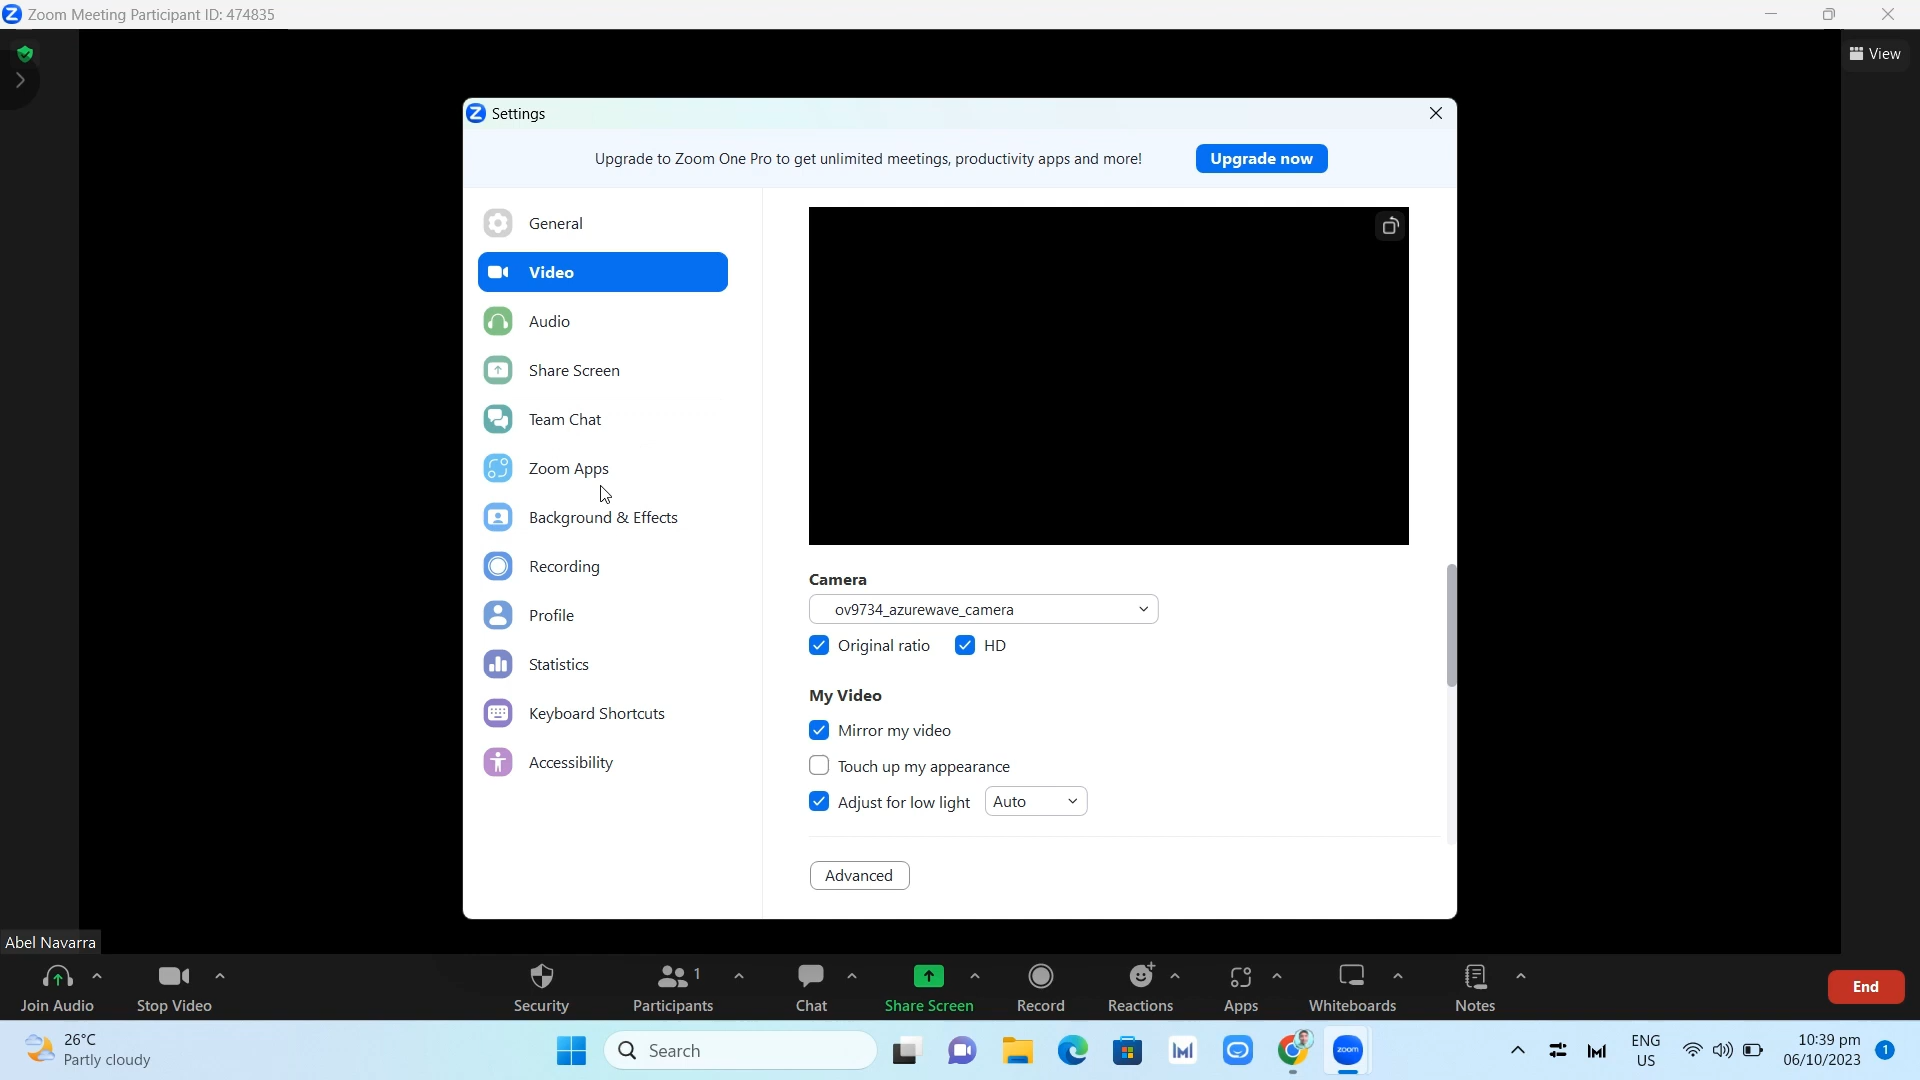 Zoom Meeting Participant ID: 474835
View
Settings
Upgrade to Zoom One Pro to get unlimited meetings, productivity apps and more!
Upgrade now
General
Video
Audio
Share Screen
Team Chat
Zoom Apps
Background & Effects
Recording
Profile
Statistics
Keyboard Shortcuts
Accessibility
Camera
ov9734_azurewave_camera
Original ratio
HD
My Video
Mirror my video
Touch up my appearance
Adjust for low light
Auto
Advanced
Abel Navarra
Join Audio
Stop Video
Security
Participants
1
Chat
Share Screen
Record
Reactions
Apps
Whiteboards
Notes
End
26°C
Partly cloudy
Search
zoom
ENG
US
10:39 pm
06/10/2023
1